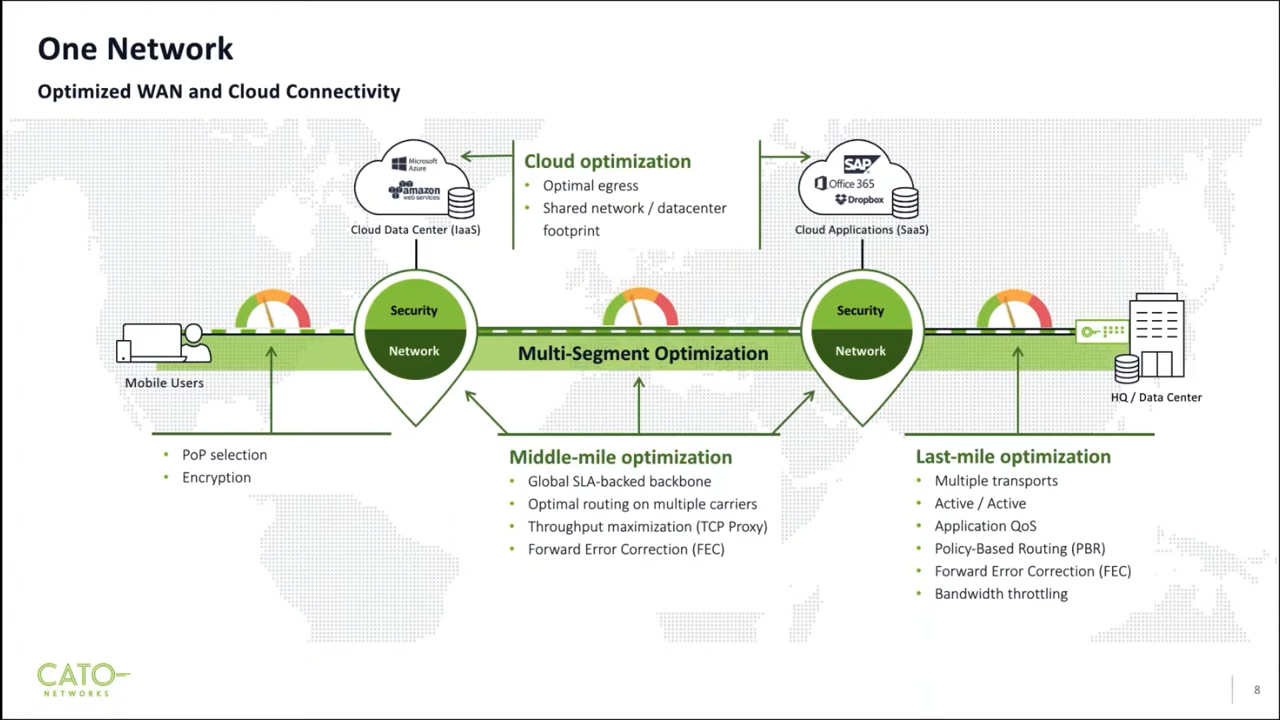 One Network
Optimized WAN and Cloud Connectivity
Microsoft
Azure
amazon
web services
Cloud Data Center (IaaS)
Cloud optimization
• Optimal egress
• Shared network / datacenter
footprint
SAP
Office 365
Dropbox
Cloud Applications (SaaS)
Security
Network
Multi-Segment Optimization
Security
Network
Mobile Users
HQ / Data Center
• PoP selection
• Encryption
Middle-mile optimization
• Global SLA-backed backbone
• Optimal routing on multiple carriers
• Throughput maximization (TCP Proxy)
• Forward Error Correction (FEC)
Last-mile optimization
• Multiple transports
• Active / Active
• Application QoS
• Policy-Based Routing (PBR)
• Forward Error Correction (FEC)
• Bandwidth throttling
CATO
NETWORKS
8